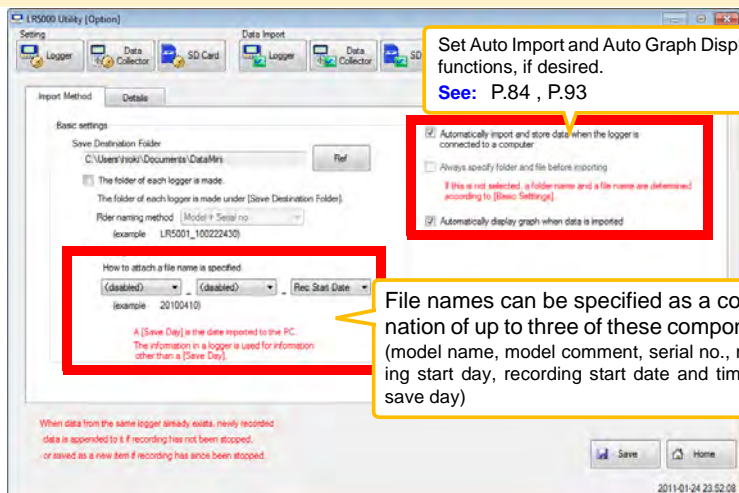 LR5000 Utility [Option]
Setting
Data Import
Logger
Data Collector
SD Card
Logger
Data Collector
SD
Set Auto Import and Auto Graph Disp
functions, if desired.
See: P.84 , P.93
Import Method
Details
Basic settings
Save Destination Folder
C:\Users\hioki\Documents\DataMini
Ref
The folder of each logger is made.
The folder of each logger is made under [Save Destination Folder].
Flder naming method
Model + Serial no.
(example LR5001_100222430)
Automatically import and store data when the logger is
connected to a computer
Always specify folder and file before importing
If this is not selected, a folder name and a file name are determined
according to [Basic Settings].
Automatically display graph when data is imported
How to attach a file name is specified
(disabled) _ (disabled) _ Rec Start Date
(example 20100410)
A [Save Day] is the date imported to the PC.
The information in a logger is used for information
other than a [Save Day].
File names can be specified as a co
nation of up to three of these compo
(model name, model comment, serial no.,
ing start day, recording start date and tim
save day)
When data from the same logger already exists, newly recorded
data is appended to it if recording has not been stopped,
or saved as a new item if recording has since been stopped.
Save
Home
2011-01-24 23:52:08